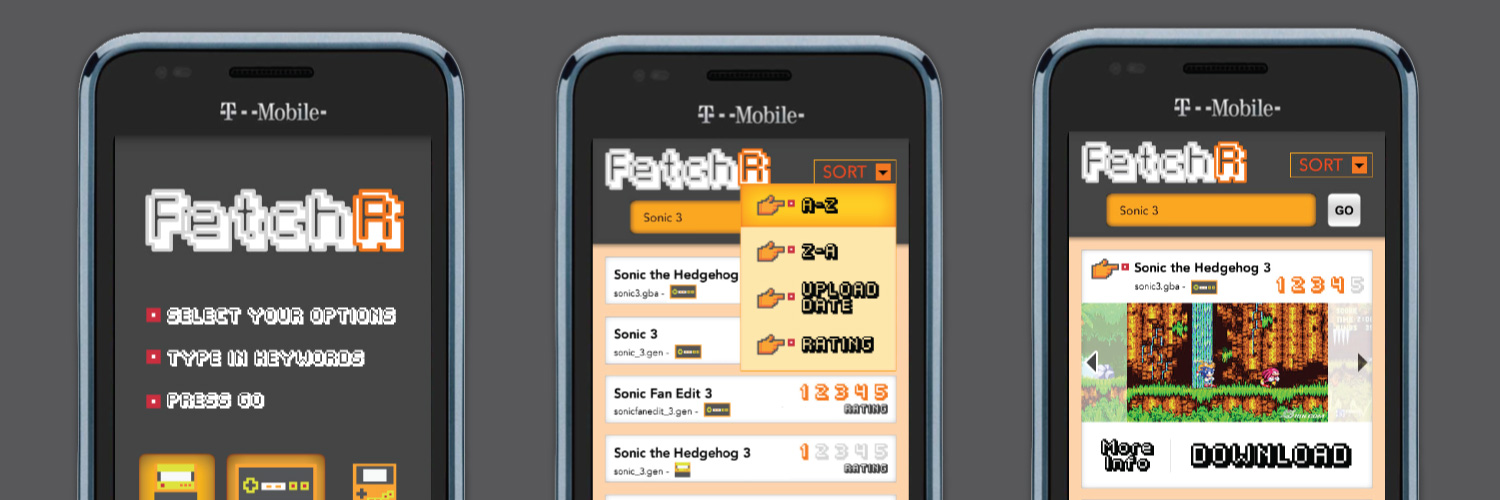 T--Mobile-
FetchR
SELECT YOUR OPTIONS
TYPE IN KEYWORDS
PRESS GO
T--Mobile-
FetchR
SORT
Sonic 3
A-Z
Z-A
UPLOAD
DATE
RATING
Sonic the Hedgehog
sonic3.gba -
Sonic 3
sonic_3.gen -
Sonic Fan Edit 3
sonicfanedit_3.gen -
1 2 3 4 5
RATING
Sonic the Hedgehog 3
sonic_3.gen -
1 2 3 4 5
RATING
T--Mobile-
FetchR
SORT
Sonic 3
GO
Sonic the Hedgehog 3
sonic3.gba -
1 2 3 4 5
More
Info
DOWNLOAD